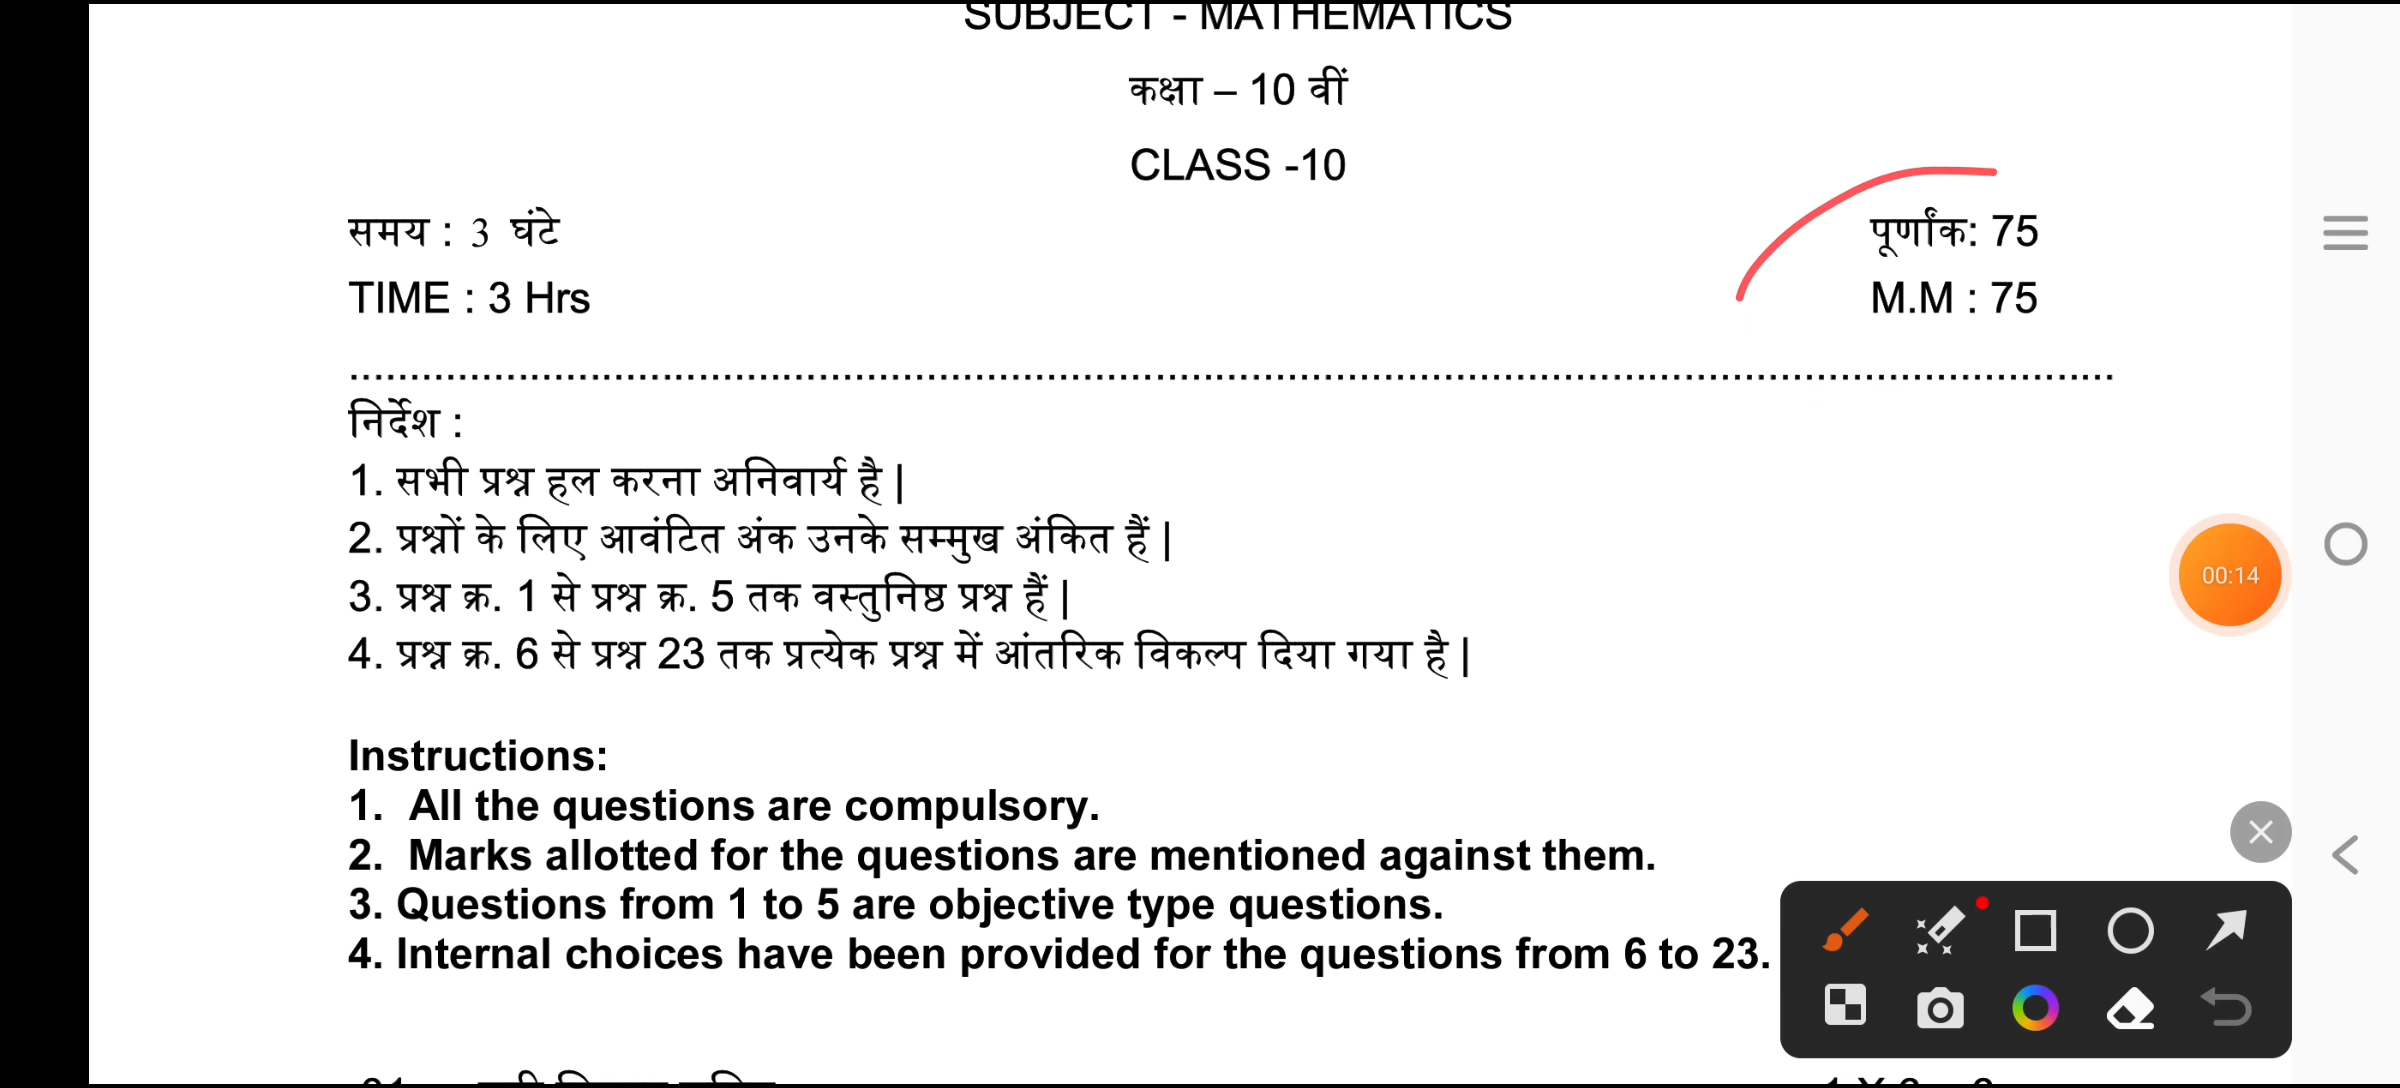 SUBJECT - MATHEMATICS
कक्षा – 10 वीं
CLASS -10
समय : 3 घंटे
पूर्णांक: 75
TIME : 3 Hrs
M.M : 75
निर्देश :
1. सभी प्रश्न हल करना अनिवार्य है |
2. प्रश्नों के लिए आवंटित अंक उनके सम्मुख अंकित हैं |
3. प्रश्न क्र. 1 से प्रश्न क्र. 5 तक वस्तुनिष्ठ प्रश्न हैं |
4. प्रश्न क्र. 6 से प्रश्न 23 तक प्रत्येक प्रश्न में आंतरिक विकल्प दिया गया है |
00:14
Instructions:
1. All the questions are compulsory.
2. Marks allotted for the questions are mentioned against them.
3. Questions from 1 to 5 are objective type questions.
4. Internal choices have been provided for the questions from 6 to 23.